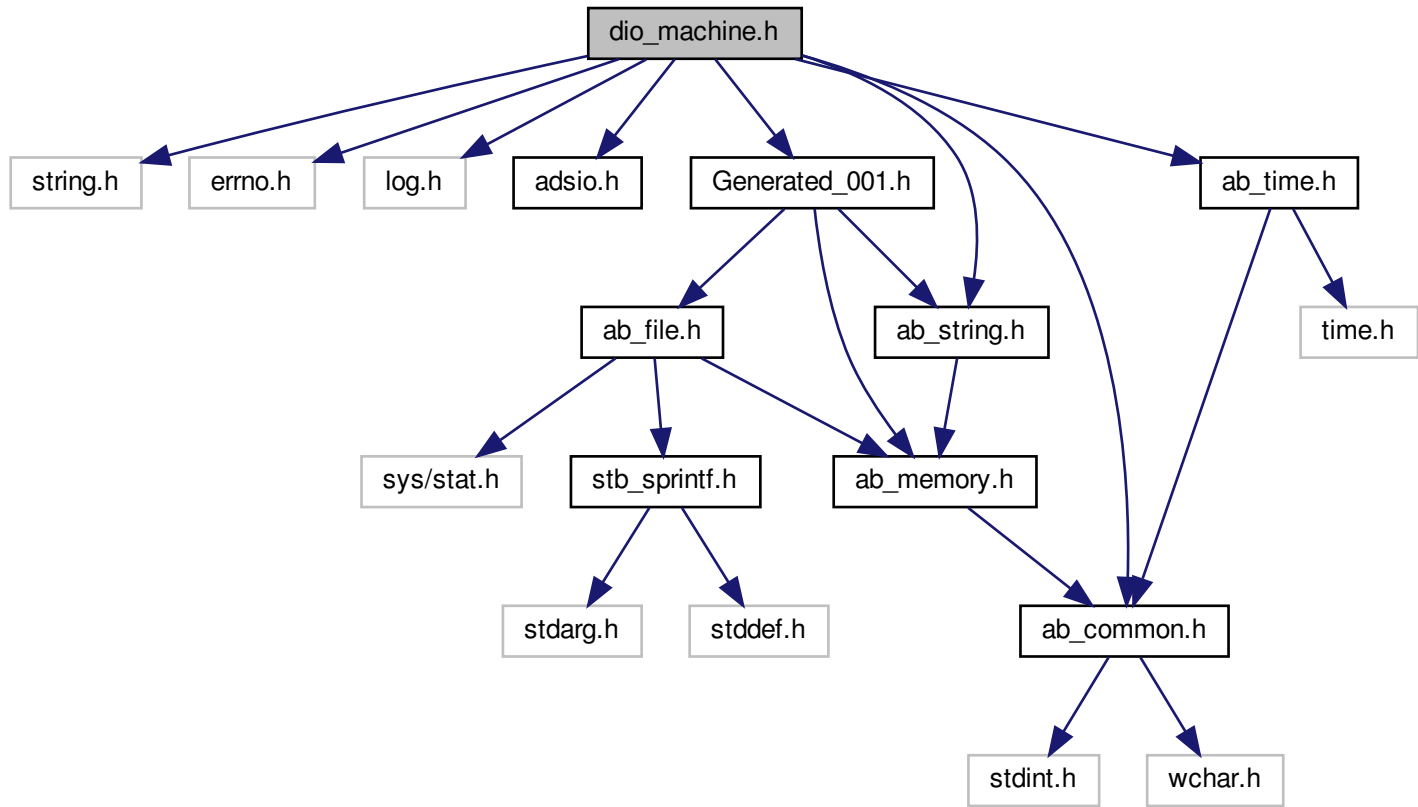 dio_machine.h
string.h
errno.h
log.h
adsio.h
Generated_001.h
ab_time.h
ab_file.h
ab_string.h
time.h
sys/stat.h
stb_sprintf.h
ab_memory.h
stdarg.h
stddef.h
ab_common.h
stdint.h
wchar.h